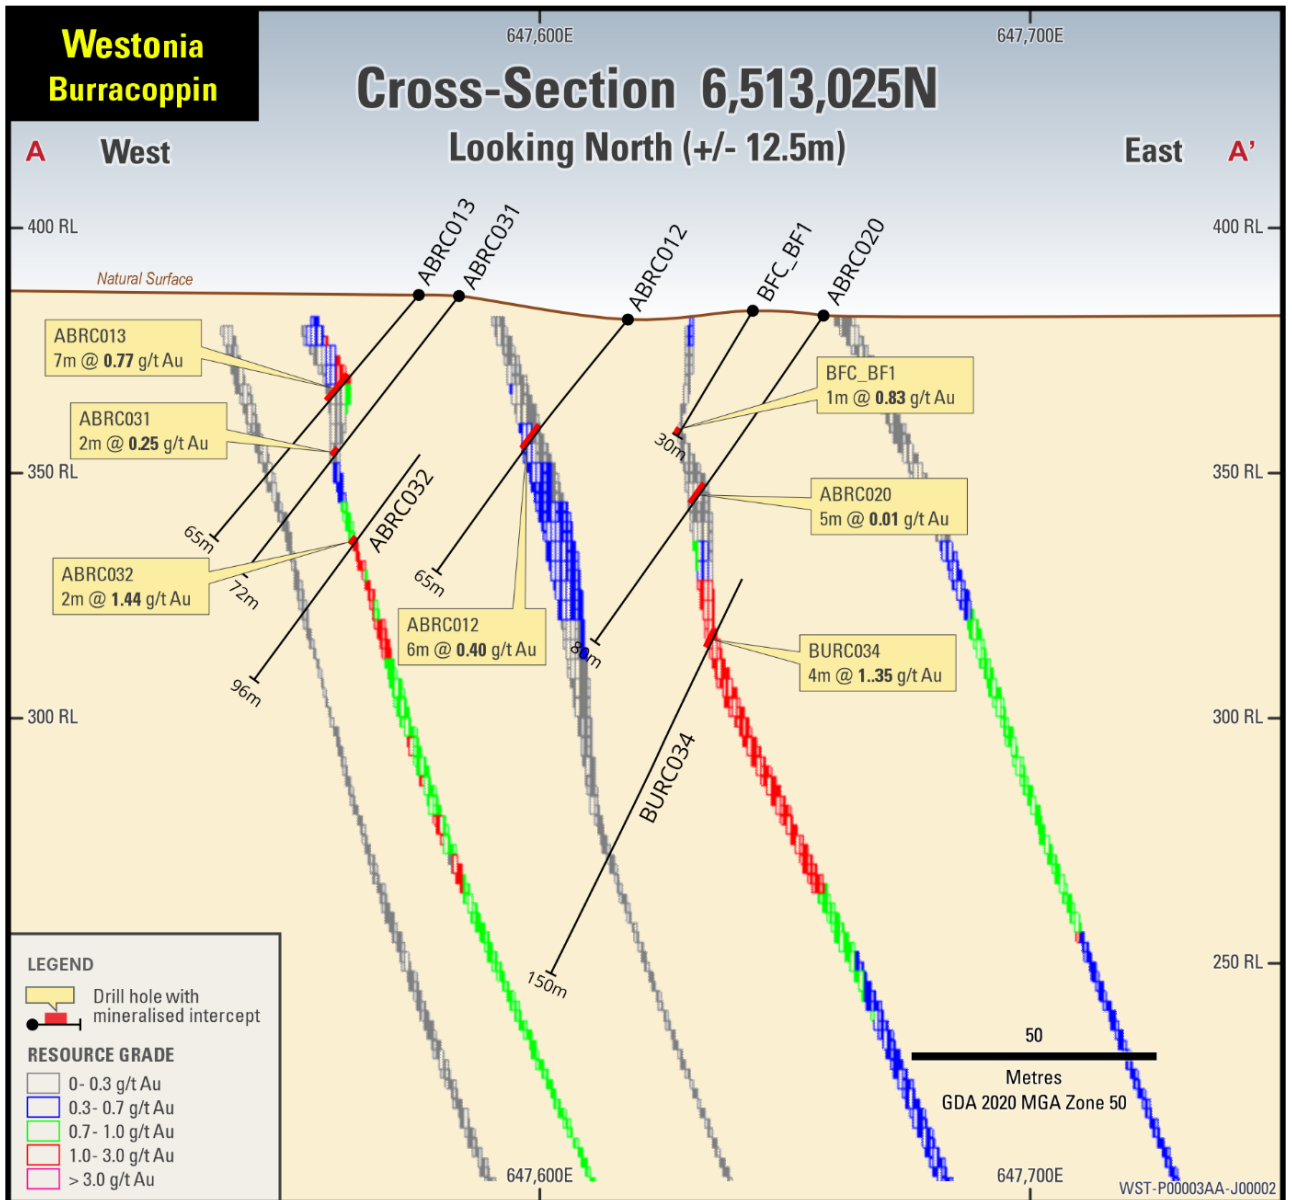 Westonia
Burracoppin
647,600E
647,700E
Cross-Section 6,513,025N
Looking North (+/- 12.5m)
A West
East A'
400 RL
400 RL
Natural Surface
ABRC013
ABRC031
ABRC012
BFC_BF1
ABRC020
ABRC013
7m @ 0.77 g/t Au
ABRC031
2m @ 0.25 g/t Au
BFC_BF1
1m @ 0.83 g/t Au
30m
350 RL
350 RL
ABRC032
ABRC020
5m @ 0.01 g/t Au
65m
72m
65m
ABRC032
2m @ 1.44 g/t Au
ABRC012
6m @ 0.40 g/t Au
80m
BURC034
4m @ 1..35 g/t Au
96m
300 RL
300 RL
BURC034
150m
250 RL
LEGEND
Drill hole with
mineralised intercept
RESOURCE GRADE
0- 0.3 g/t Au
0.3- 0.7 g/t Au
0.7- 1.0 g/t Au
1.0- 3.0 g/t Au
> 3.0 g/t Au
50
Metres
GDA 2020 MGA Zone 50
647,600E
647,700E
WST-P00003AA-J00002